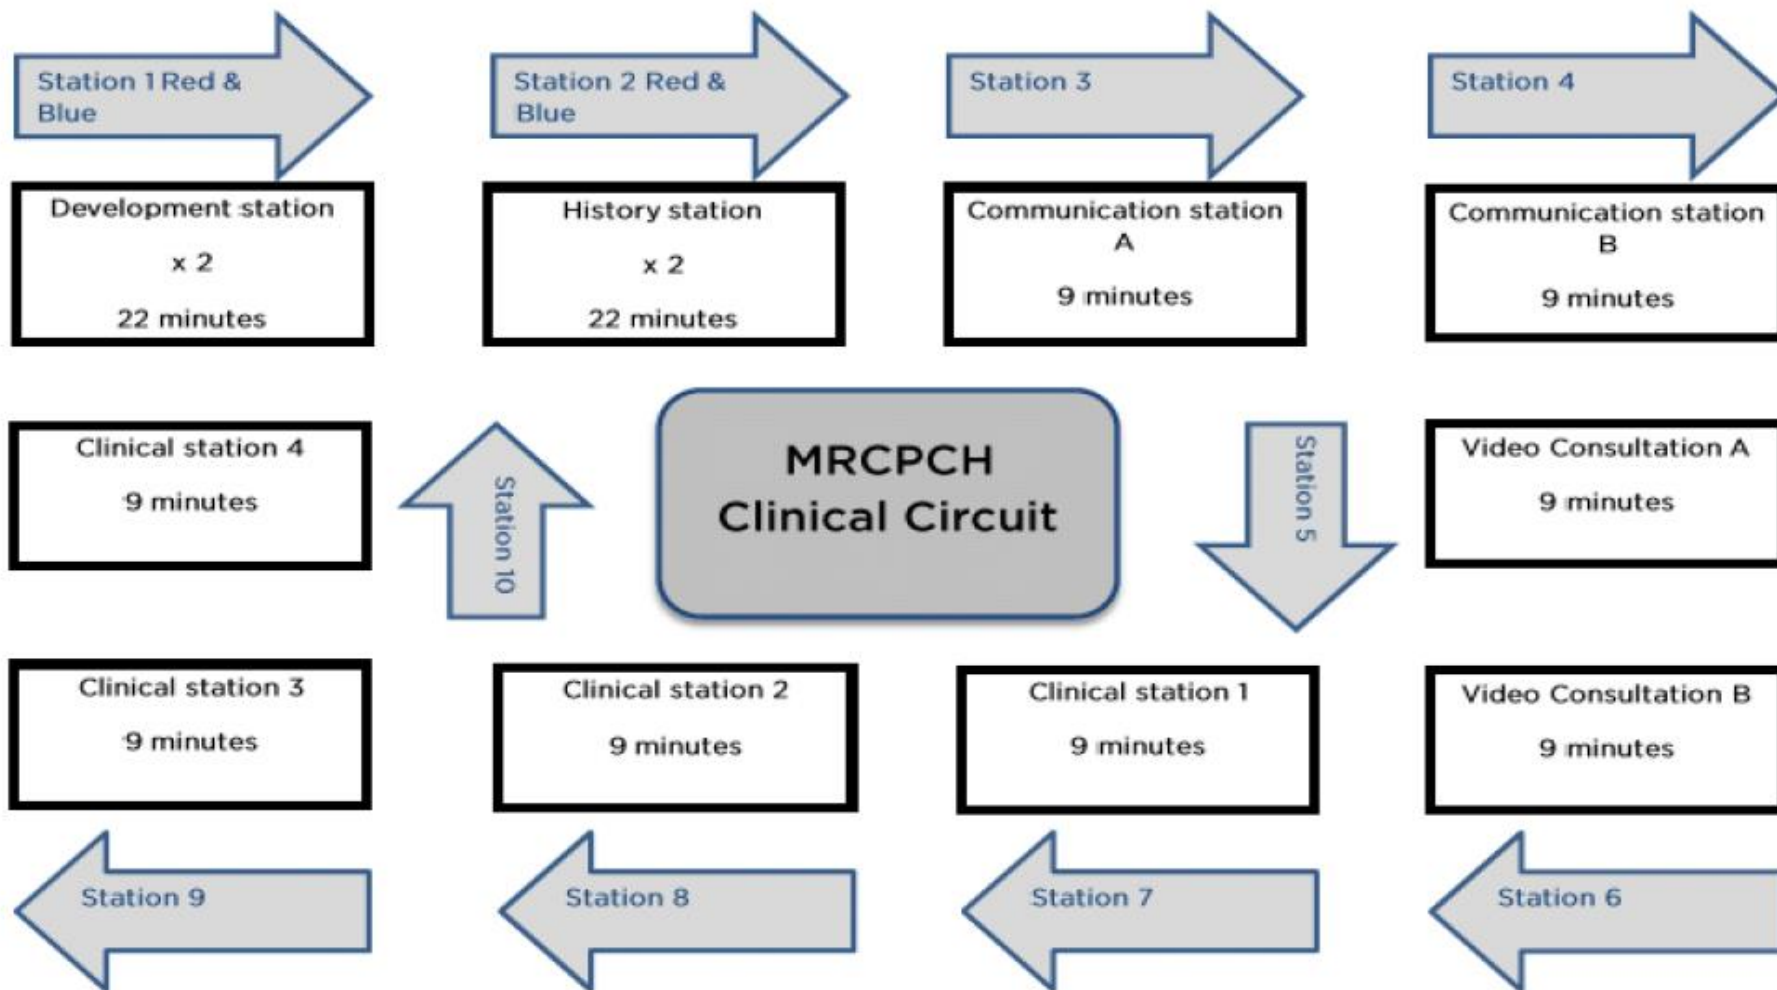 Station 1 Red &
Blue
Station 2 Red &
Blue
Station 3
Station 4
Development station
x 2
22 minutes
History station
x 2
22 minutes
Communication station
A
9 minutes
Communication station
B
9 minutes
Clinical station 4
9 minutes
Station 10
MRCPCH
Clinical Circuit
Station 5
Video Consultation A
9 minutes
Clinical station 3
9 minutes
Clinical station 2
9 minutes
Clinical station 1
9 minutes
Video Consultation B
9 minutes
Station 9
Station 8
Station 7
Station 6